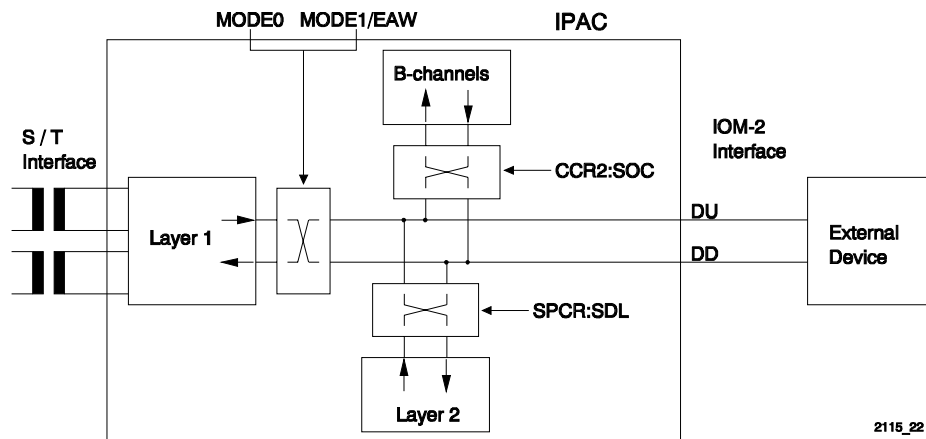 MODE0 MODE1/EAW
IPAC
B-channels
S / T
Interface
IOM-2
Interface
CCR2:SOC
Layer 1
DU
DD
External
Device
SPCR:SDL
Layer 2
2115_22